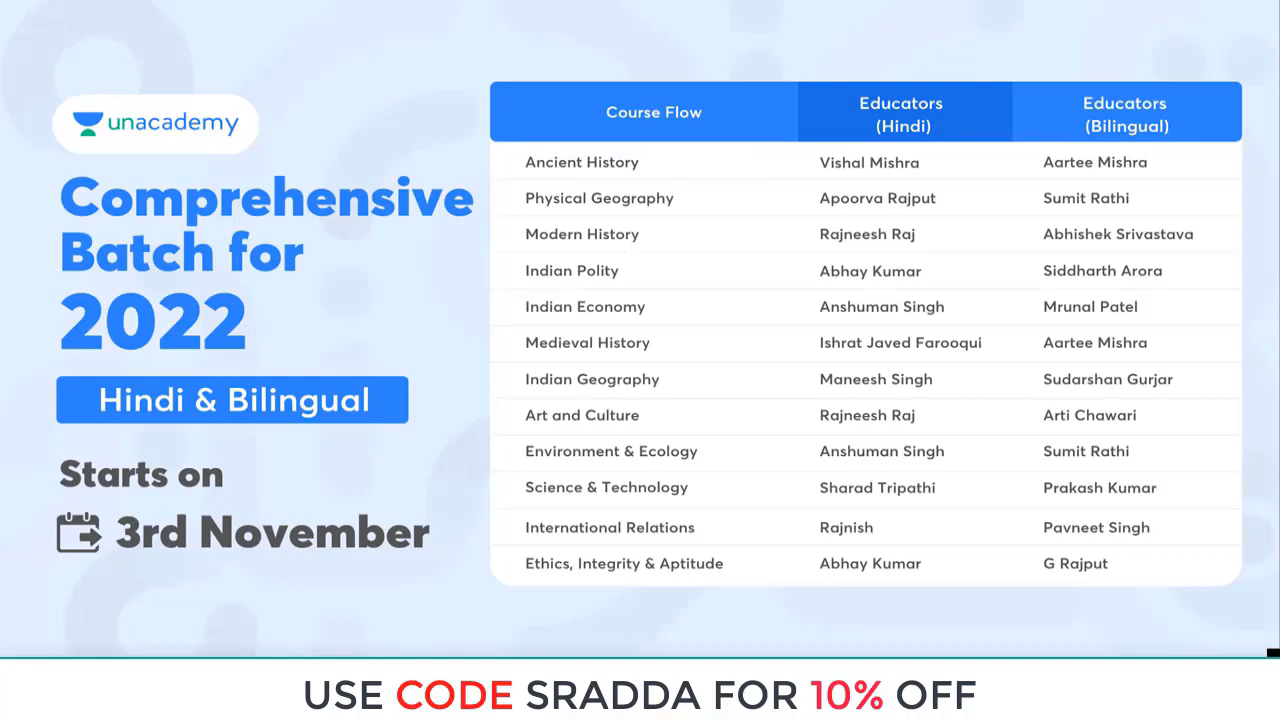 unacademy
Comprehensive
Batch for
2022
Hindi & Bilingual
Starts on
3rd November
Course Flow Educators (Hindi) Educators (Bilingual)
Ancient History Vishal Mishra Aartee Mishra
Physical Geography Apoorva Rajput Sumit Rathi
Modern History Rajneesh Raj Abhishek Srivastava
Indian Polity Abhay Kumar Siddharth Arora
Indian Economy Anshuman Singh Mrunal Patel
Medieval History Ishrat Javed Farooqui Aartee Mishra
Indian Geography Maneesh Singh Sudarshan Gurjar
Art and Culture Rajneesh Raj Arti Chawari
Environment & Ecology Anshuman Singh Sumit Rathi
Science & Technology Sharad Tripathi Prakash Kumar
International Relations Rajnish Pavneet Singh
Ethics, Integrity & Aptitude Abhay Kumar G Rajput
USE CODE SRADDA FOR 10% OFF